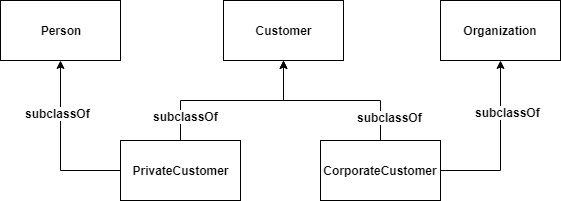 Person
Customer
Organization
subclassOf
subclassOf
subclassOf
subclassOf
PrivateCustomer
CorporateCustomer